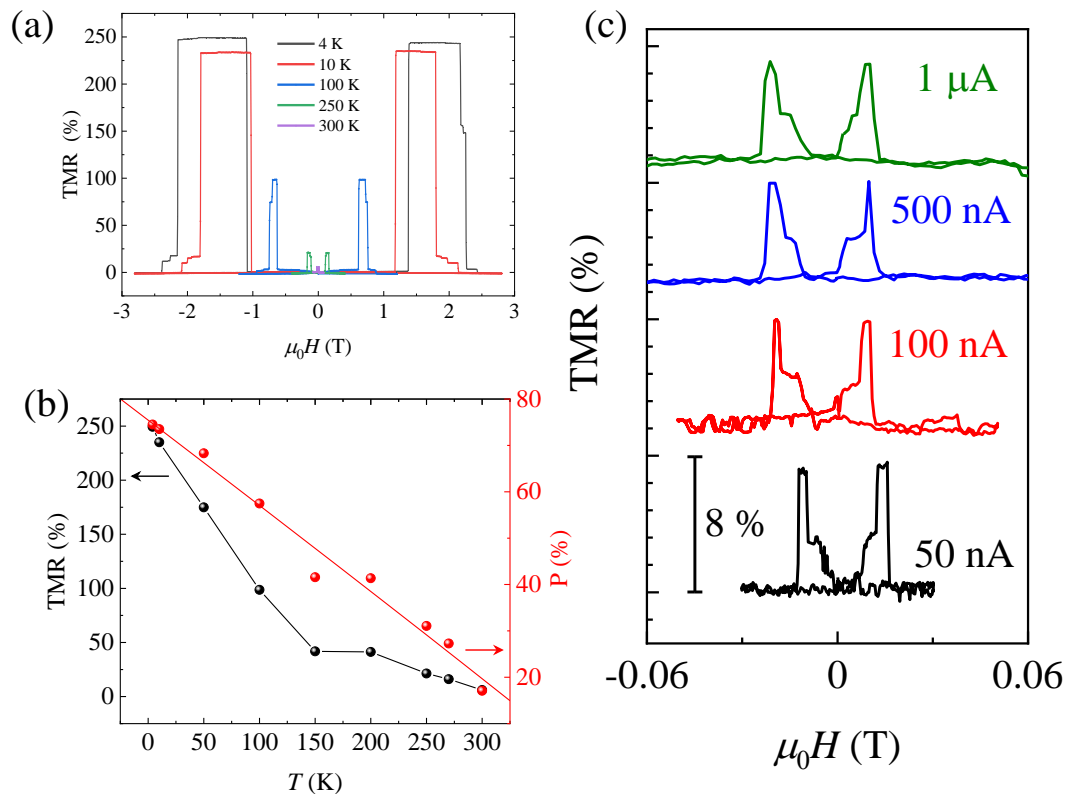 (a)
250
200
150
100
50
0
TMR (%)
4 K
10 K
100 K
250 K
300 K
-3 -2 -1 0 1 2 3
μ0H (T)
(b)
250
200
150
100
50
0
TMR (%)
80
60
40
20
P (%)
0 50 100 150 200 250 300
T (K)
(c)
TMR (%)
1 μA
500 nA
100 nA
8 %
50 nA
-0.06 0 0.06
μ0H (T)